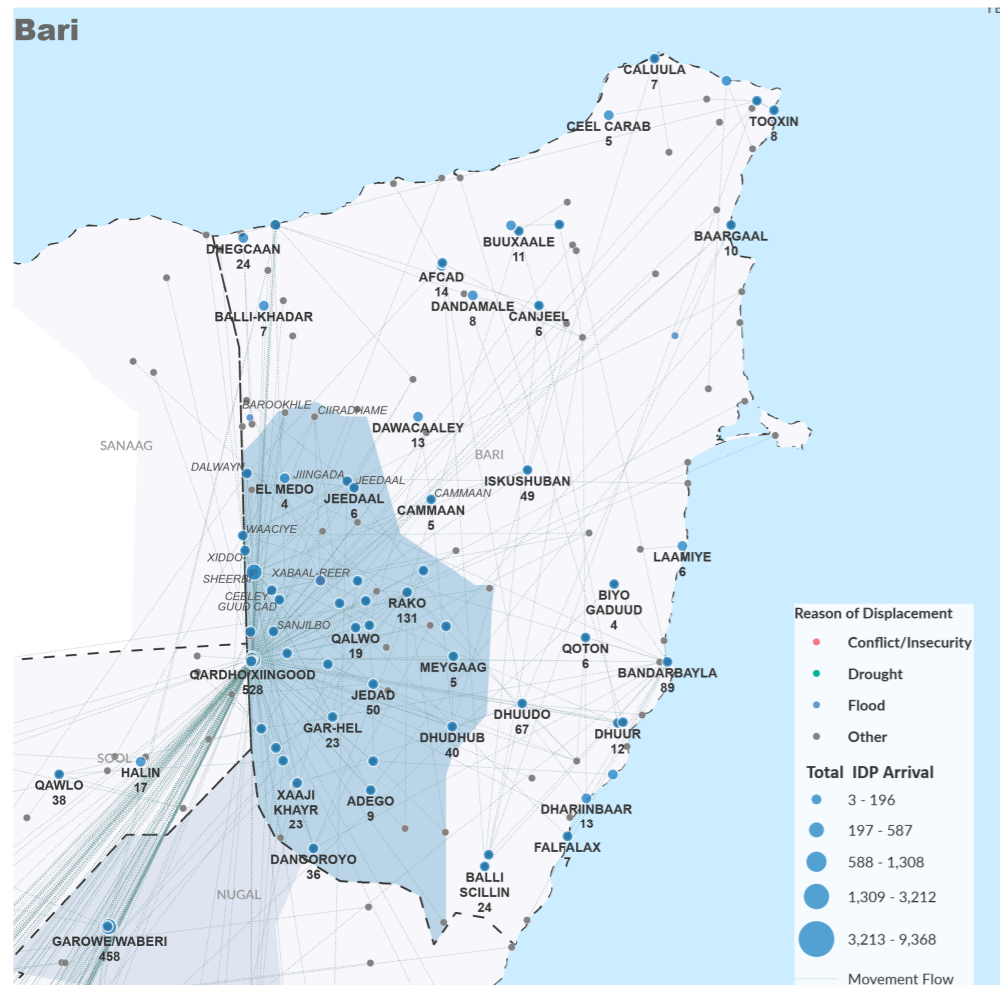 Bari
CALUULA
7
CEEL CARAB
5
TOOXIN
8
BAARGAAL
10
DHEGCAAN
24
BUUXAALE
11
AFCAD
14
DANDAMALE
8
CANJEEL
6
BALLI-KHADAR
7
BAROOKHLE
CIIRADHAME
DAWACAALEY
13
SANAAG
BARI
DALWAYN
JIINGADA
JEEDAAL
EL MEDO
4
JEEDAAL
6
CAMMAAN
CAMMAAN
5
ISKUSHUBAN
49
WAACIYE
XIDDO
SHEERBI
XABAAL-REER
CEELEY
GUUD CAD
RAKO
131
LAAMIYE
6
BIYO
GADUUD
4
SANJILBO
QALWO
19
QOTON
6
QARDHO/XIINGOOD
528
MEYGAAG
5
BANDARBAYLA
89
JEDAD
50
GAR-HEL
23
DHUDHUB
40
DHUUDO
67
DHUUR
12
SOOL
HALIN
17
QAWLO
38
XAAJI
KHAYR
23
ADEGO
9
DHARIINBAAR
13
FALFALAX
7
DANGOROYO
36
BALLI
SCILLIN
24
NUGAL
GAROWE/WABERI
458
Reason of Displacement
Conflict/Insecurity
Drought
Flood
Other
Total IDP Arrival
3 - 196
197 - 587
588 - 1,308
1,309 - 3,212
3,213 - 9,368
Movement Flow